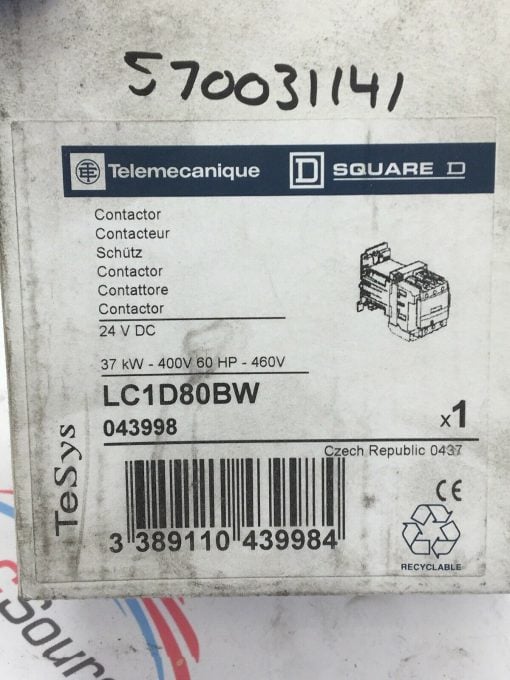 570031141
Telemecanique SQUARE D
Contactor
Contacteur
Schütz
Contactor
Contattore
Contactor
24 V DC
37 kW - 400V 60 HP - 460V
LC1D80BW
043998
x1
Czech Republic 0437
TeSys
CE
3 389110 439984
RECYCLABLE